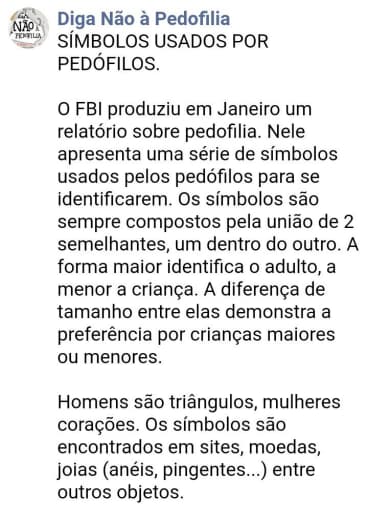 Diga Não à Pedofilia
SÍMBOLOS USADOS POR
PEDÓFILOS.
O FBI produziu em Janeiro um
relatório sobre pedofilia. Nele
apresenta uma série de símbolos
usados pelos pedófilos para se
identificarem. Os símbolos são
sempre compostos pela união de 2
semelhantes, um dentro do outro. A
forma maior identifica o adulto, a
menor a criança. A diferença de
tamanho entre elas demonstra a
preferência por crianças maiores
ou menores.
Homens são triângulos, mulheres
corações. Os símbolos são
encontrados em sites, moedas,
joias (anéis, pingentes...) entre
outros objetos.